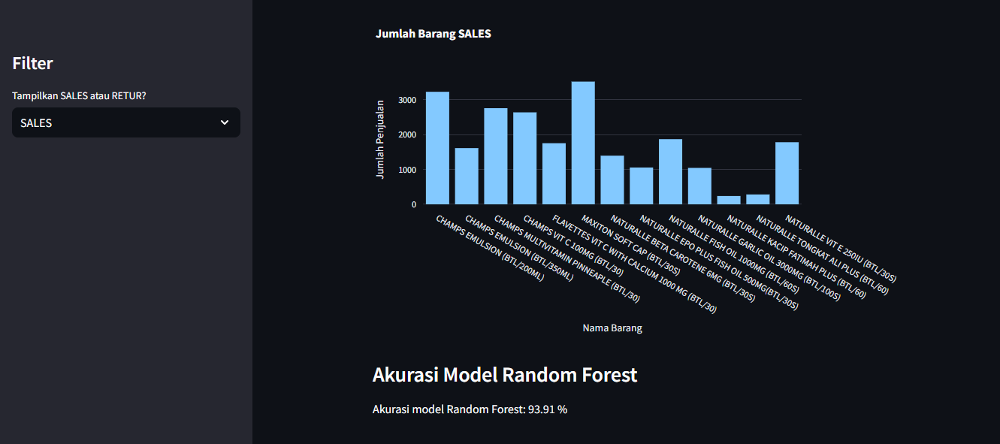 Filter
Tampilkan SALES atau RETUR?
SALES
Jumlah Barang SALES
Jumlah Penjualan
3000
2000
1000
0
CHAMPS EMULSION (BTL/200ML)
CHAMPS EMULSION (BTL/350ML)
CHAMPS MULTIVITAMIN PINNEAPLE (BTL/30)
CHAMPS VIT C 100MG (BTL/30)
FLAVETTES VIT C WITH CALCIUM 1000 MG (BTL/30)
MAXITON SOFT CAP (BTL/30S)
NATURALLE BETA CAROTENE 6MG (BTL/30S)
NATURALLE EPO PLUS FISH OIL 500MG(BTL/30S)
NATURALLE FISH OIL 1000MG (BTL/60S)
NATURALLE GARLIC OIL 3000MG (BTL/100S)
NATURALLE KACIP FATIMAH PLUS (BTL/60)
NATURALLE TONGKAT ALI PLUS (BTL/60)
NATURALLE VIT E 250IU (BTL/30S)
Nama Barang
Akurasi Model Random Forest
Akurasi model Random Forest: 93.91 %